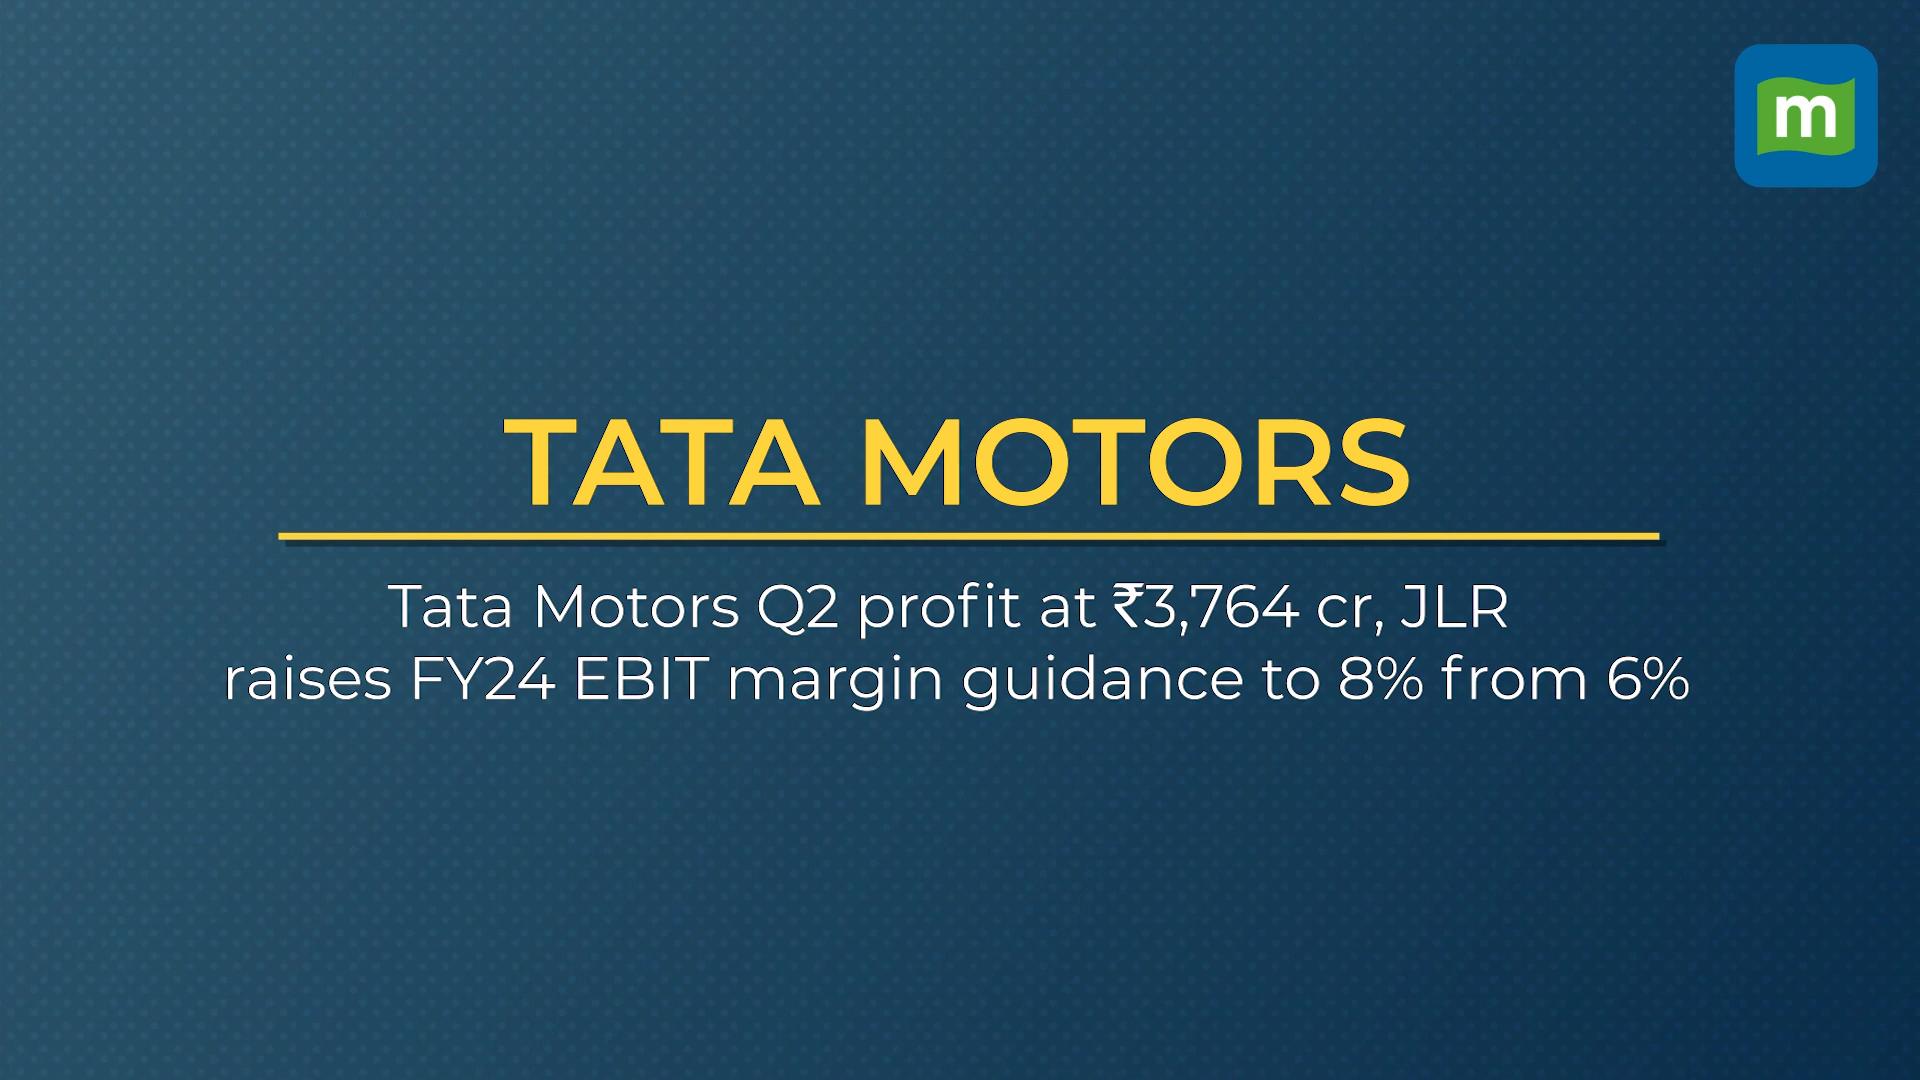 m
TATA MOTORS
Tata Motors Q2 profit at ₹3,764 cr, JLR
raises FY24 EBIT margin guidance to 8% from 6%